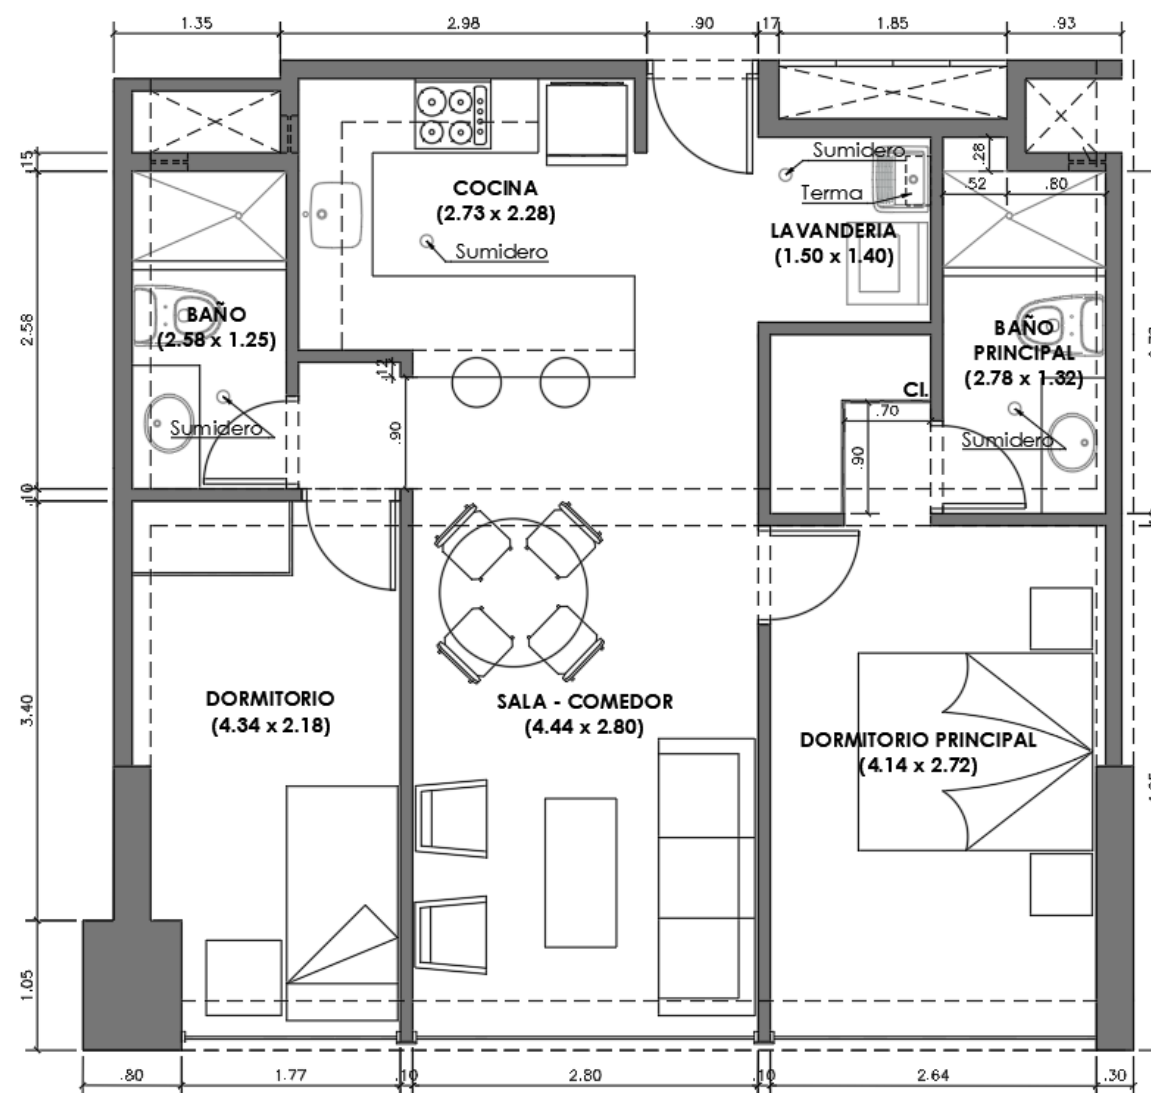 1.35
2.98
.90
.17
1.85
.93
.15
Sumidero
.28
Terma
.52
.80
COCINA
(2.73 x 2.28)
Sumidero
LAVANDERIA
(1.50 x 1.40)
2.58
BAÑO
(2.58 x 1.25)
BAÑO
PRINCIPAL
(2.78 x 1.32)
.12
Cl.
.70
Sumidero
.90
.90
Sumidero
.10
3.40
DORMITORIO
(4.34 x 2.18)
SALA - COMEDOR
(4.44 x 2.80)
DORMITORIO PRINCIPAL
(4.14 x 2.72)
1.05
.80
1.77
.10
2.80
.10
2.64
.30